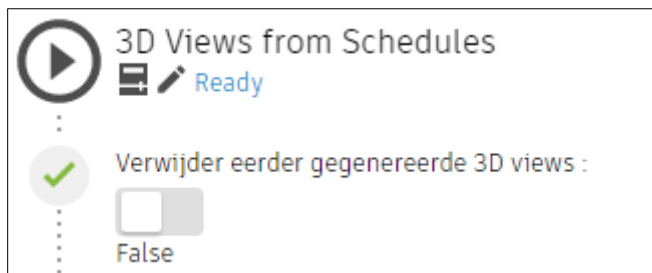 3D Views from Schedules
Ready
Verwijder eerder gegenereerde 3D views :
False